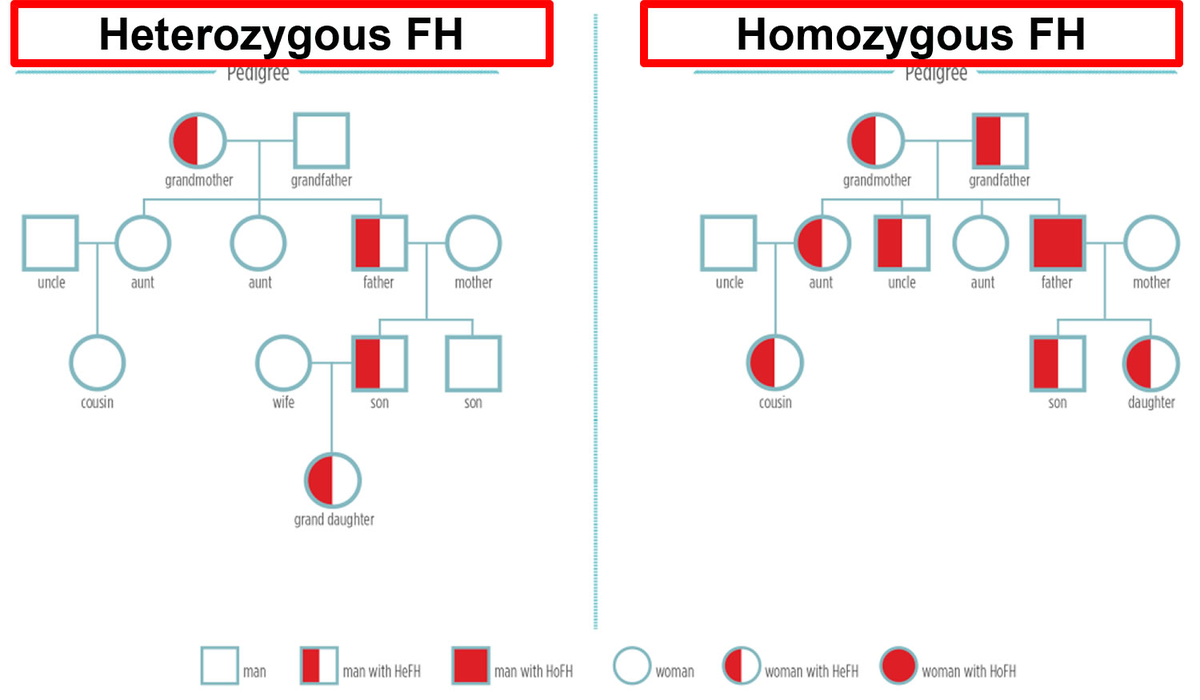 Heterozygous FH
Pedigree
grandmother grandfather
uncle aunt aunt father mother
cousin wife son son
grand daughter
Homozygous FH
Pedigree
grandmother grandfather
uncle aunt uncle aunt father mother
cousin son daughter
man man with HeFH man with HoFH woman woman with HeFH woman with HoFH